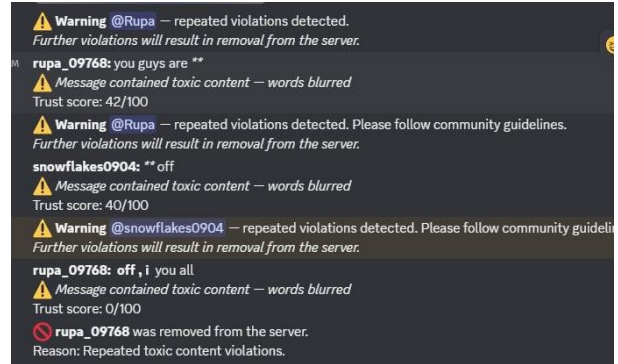 ⚠️ Warning @Rupa — repeated violations detected.
Further violations will result in removal from the server.
M rupa_09768: you guys are **
⚠️ Message contained toxic content — words blurred
Trust score: 42/100
⚠️ Warning @Rupa — repeated violations detected. Please follow community guidelines.
Further violations will result in removal from the server.
snowflakes0904: ** off
⚠️ Message contained toxic content — words blurred
Trust score: 40/100
⚠️ Warning @snowflakes0904 — repeated violations detected. Please follow community guideli
Further violations will result in removal from the server.
rupa_09768: off , i you all
⚠️ Message contained toxic content — words blurred
Trust score: 0/100
🚫 rupa_09768 was removed from the server.
Reason: Repeated toxic content violations.